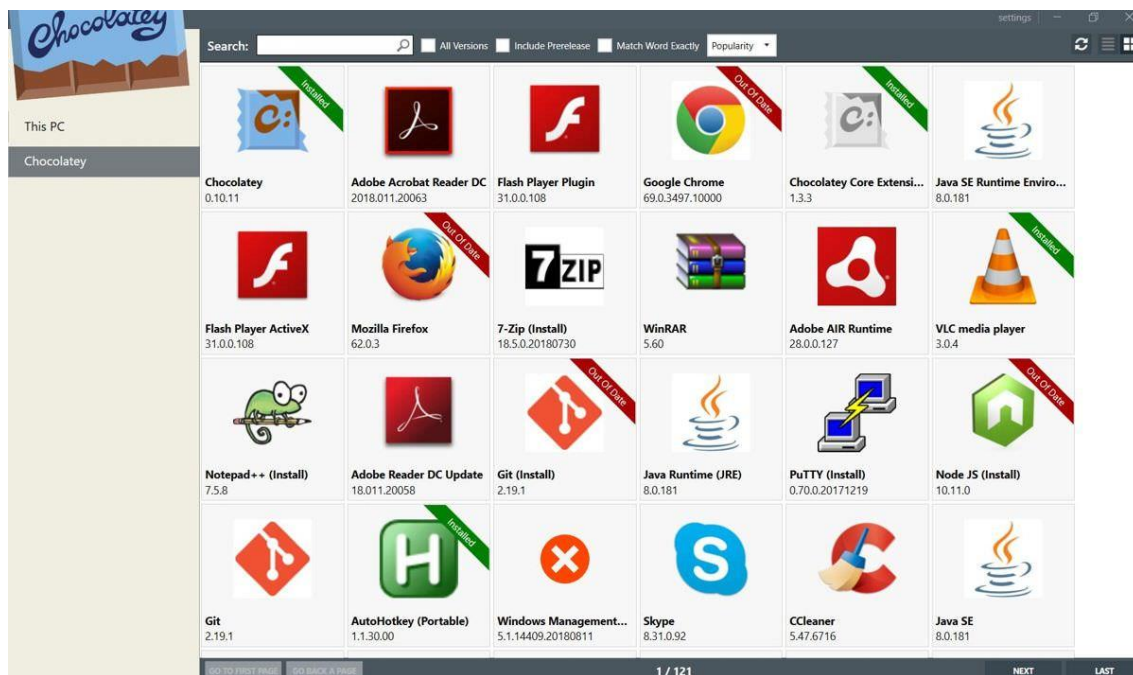 Chocolatey
settings
Search:
All Versions
Include Prerelease
Match Word Exactly
Popularity
This PC
Chocolatey
Installed
C:
Out Of Date
Installed
C:
Chocolatey
Adobe Acrobat Reader DC
Flash Player Plugin
Google Chrome
Chocolatey Core Extensi...
Java SE Runtime Enviro...
0.10.11
2018.011.20063
31.0.0.108
69.0.3497.10000
1.3.3
8.0.181
Out Of Date
7ZIP
Installed
Flash Player ActiveX
Mozilla Firefox
7-Zip (Install)
WinRAR
Adobe AIR Runtime
VLC media player
31.0.0.108
62.0.3
18.5.0.20180730
5.60
28.0.0.127
3.0.4
Out Of Date
Out Of Date
Notepad++ (Install)
Adobe Reader DC Update
Git (Install)
Java Runtime (JRE)
PuTTY (Install)
Node JS (Install)
7.5.8
18.011.20058
2.19.1
8.0.181
0.70.0.20171219
10.11.0
Installed
H
S
Git
AutoHotkey (Portable)
Windows Management...
Skype
CCleaner
Java SE
2.19.1
1.1.30.00
5.1.14409.20180811
8.31.0.92
5.47.6716
8.0.181
GO TO FIRST PAGE
GO BACK A PAGE
1 / 121
NEXT
LAST